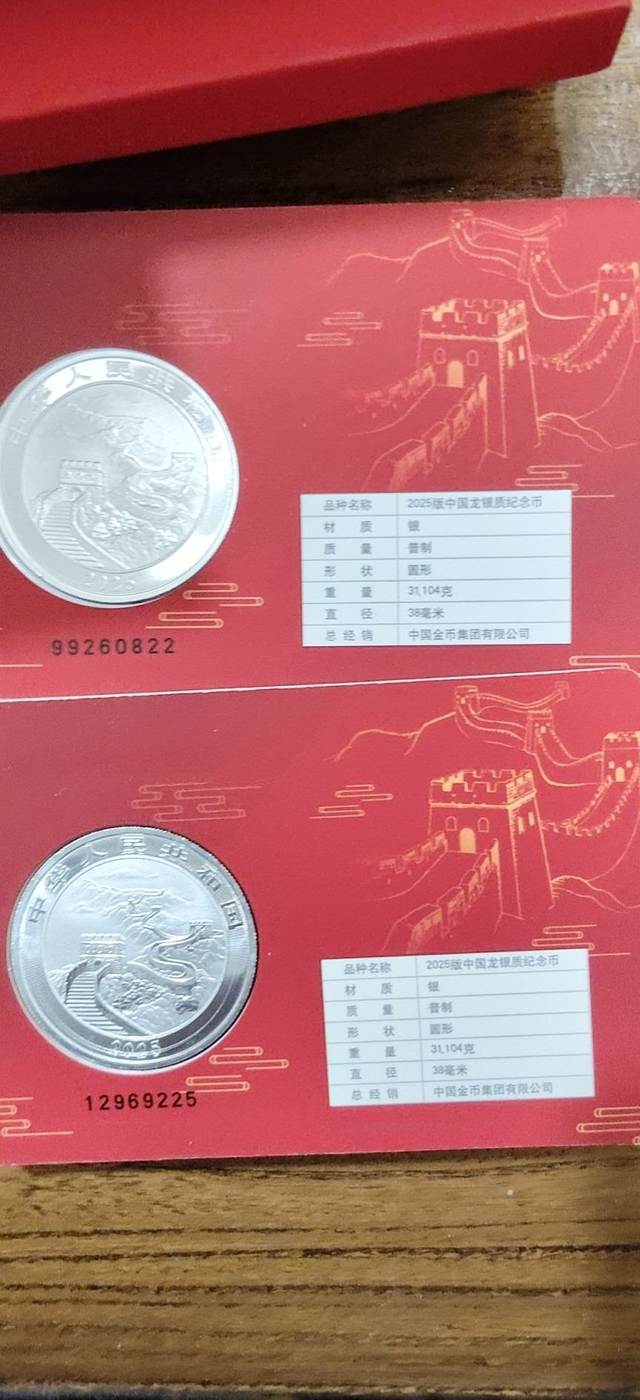 中华人民共和国
2025
99260822
品种名称 2025版中国龙银质纪念币
材 质 银
质 量 普制
形 状 圆形
重 量 31,104克
直 径 38毫米
总 经 销 中国金币集团有限公司
中华人民共和国
2025
12969225
品种名称 2025版中国龙银质纪念币
材 质 银
质 量 普制
形 状 圆形
重 量 31,104克
直 径 38毫米
总 经 销 中国金币集团有限公司